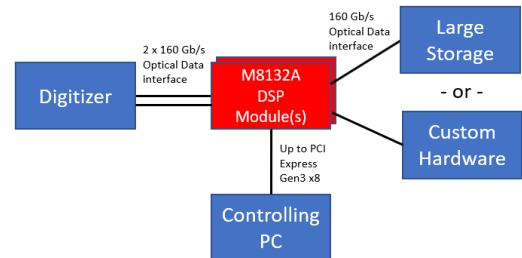 2 x 160 Gb/s
Optical Data
interface
160 Gb/s
Optical Data
interface
Large
Storage
M8132A
DSP
Module(s)
Digitizer
- or -
Custom
Hardware
Up to PCI
Express
Gen3 x8
Controlling
PC